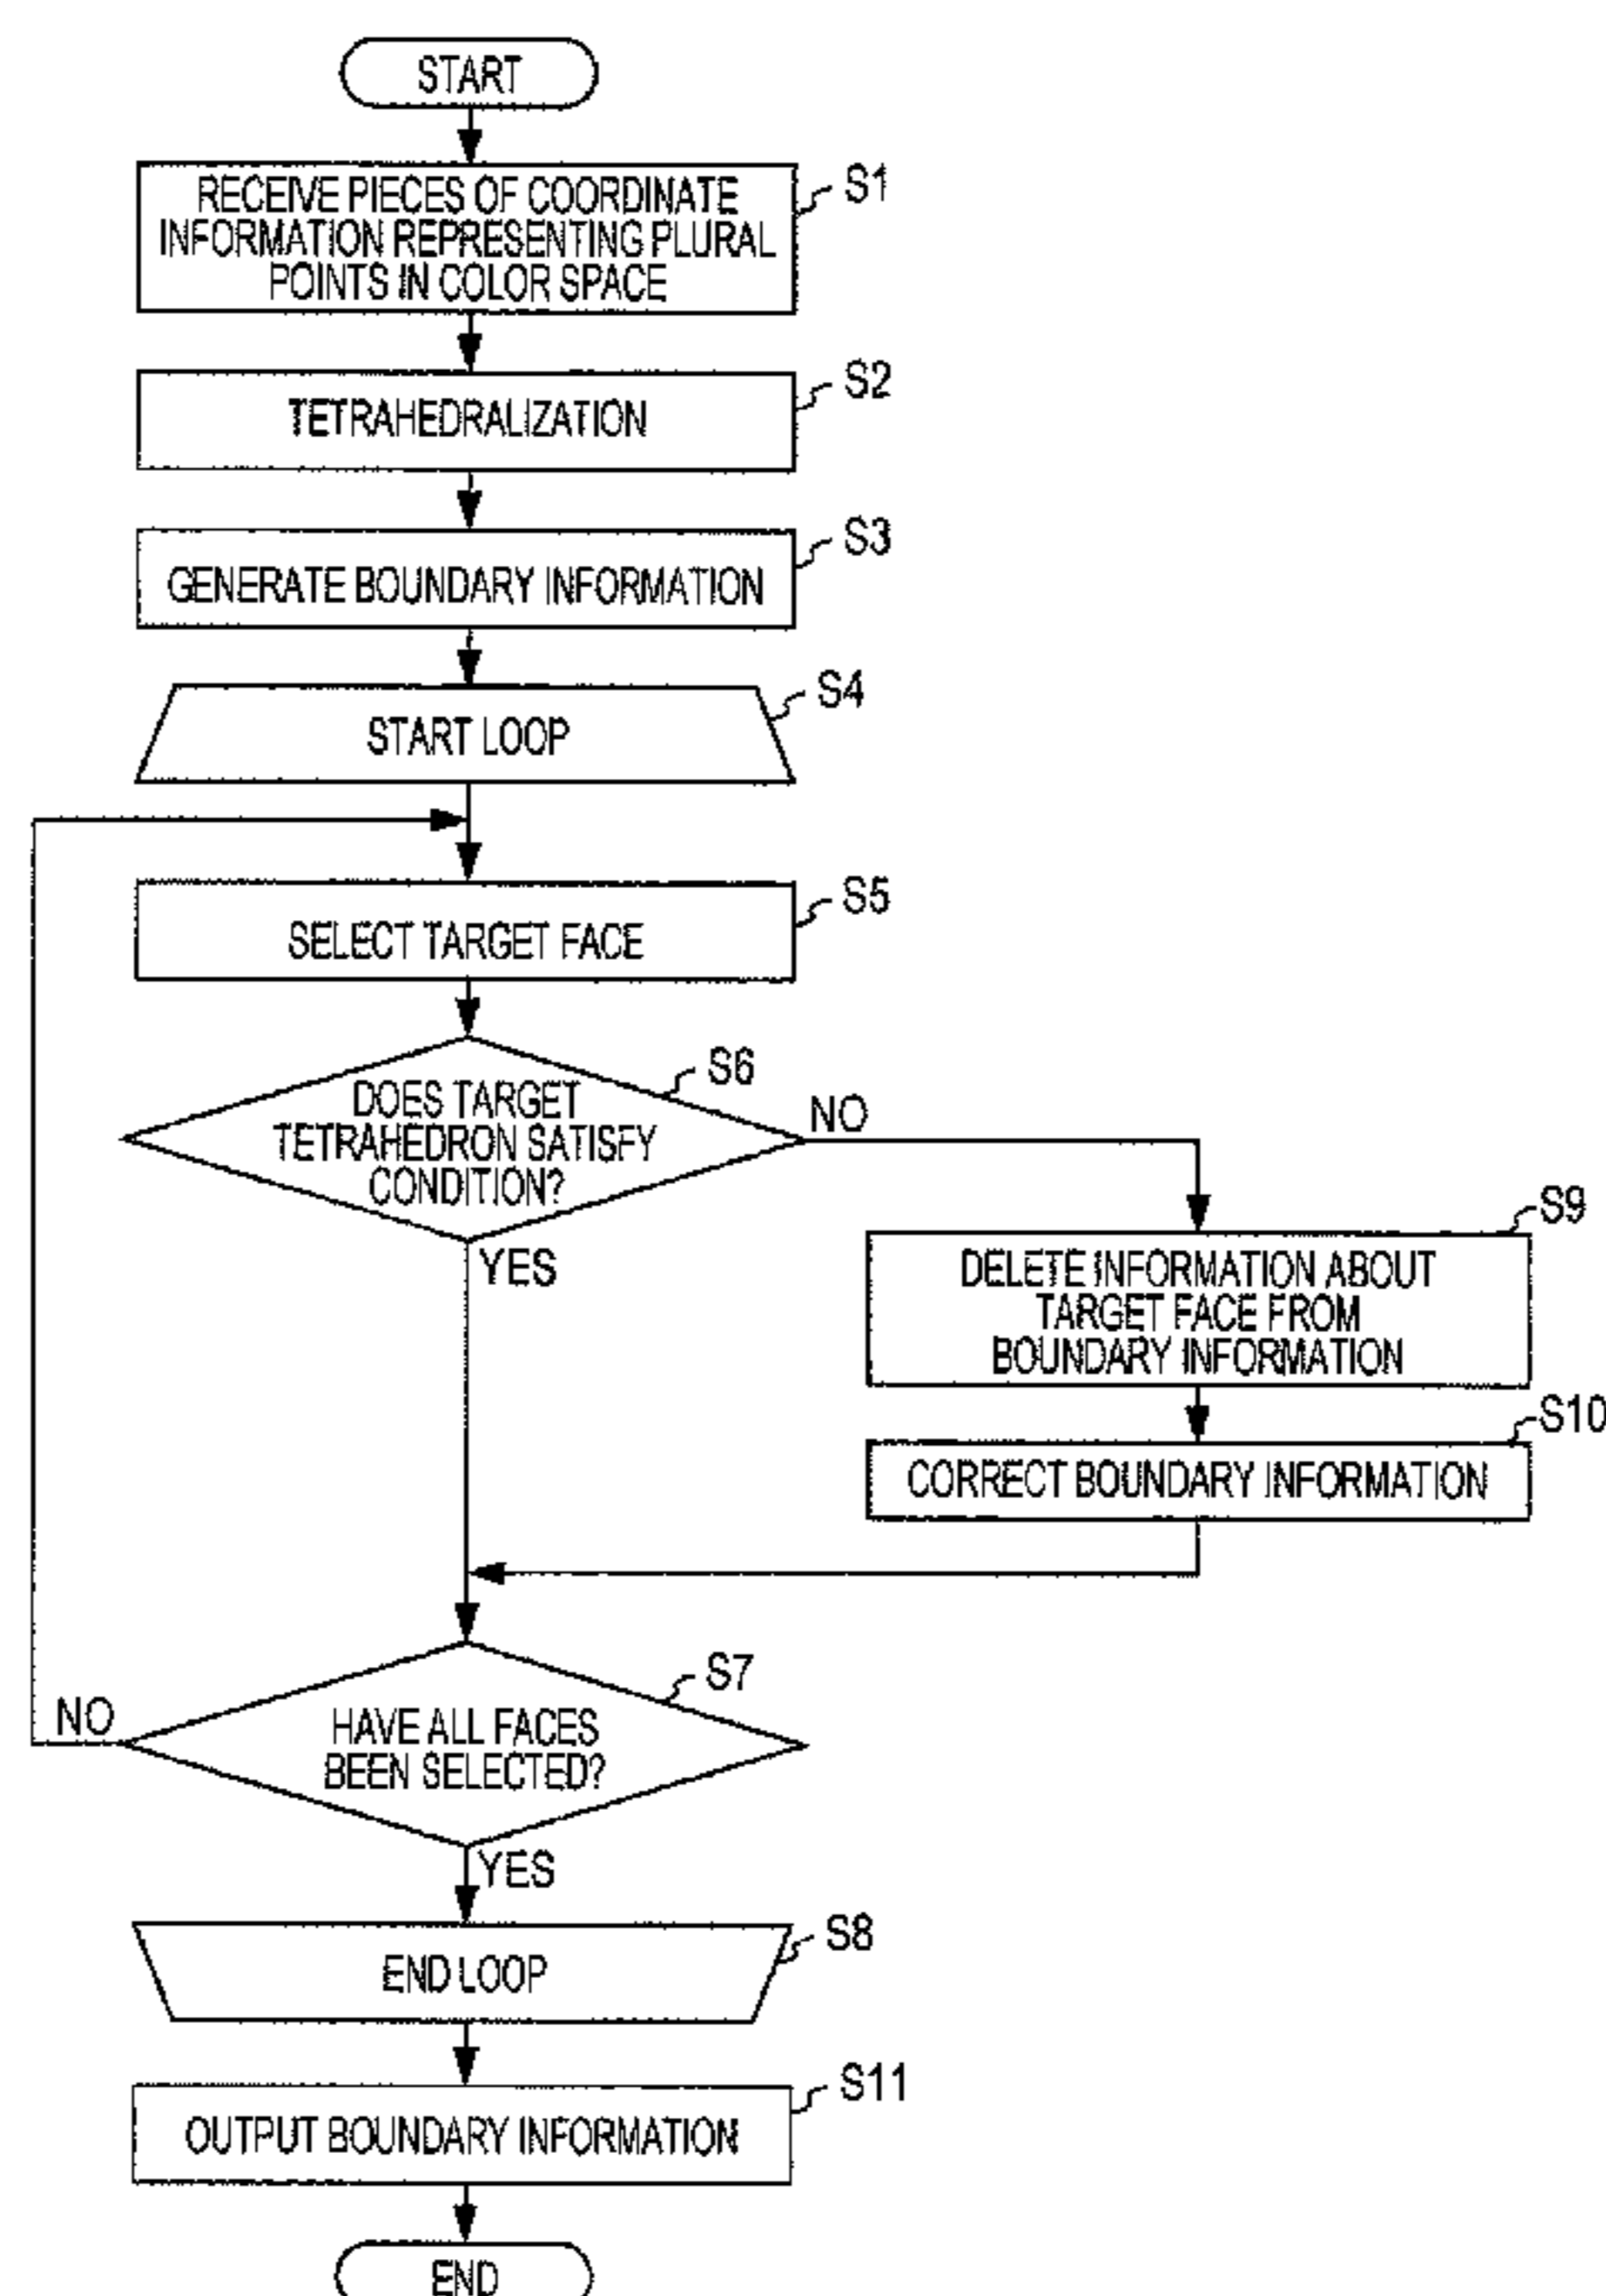 START
RECEIVE PIECES OF COORDINATE
INFORMATION REPRESENTING PLURAL
POINTS IN COLOR SPACE
S1
TETRAHEDRALIZATION
S2
GENERATE BOUNDARY INFORMATION
S3
START LOOP
S4
SELECT TARGET FACE
S5
DOES TARGET
TETRAHEDRON SATISFY
CONDITION?
S6
NO
YES
DELETE INFORMATION ABOUT
TARGET FACE FROM
BOUNDARY INFORMATION
S9
CORRECT BOUNDARY INFORMATION
S10
HAVE ALL FACES
BEEN SELECTED?
S7
NO
YES
END LOOP
S8
OUTPUT BOUNDARY INFORMATION
S11
END